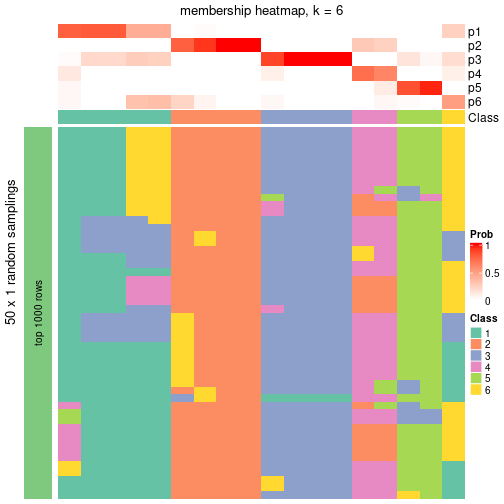 membership heatmap, k = 6
p1
p2
p3
p4
p5
p6
Class
50 x 1 random samplings
top 1000 rows
Prob
1
0.5
0
Class
1
2
3
4
5
6